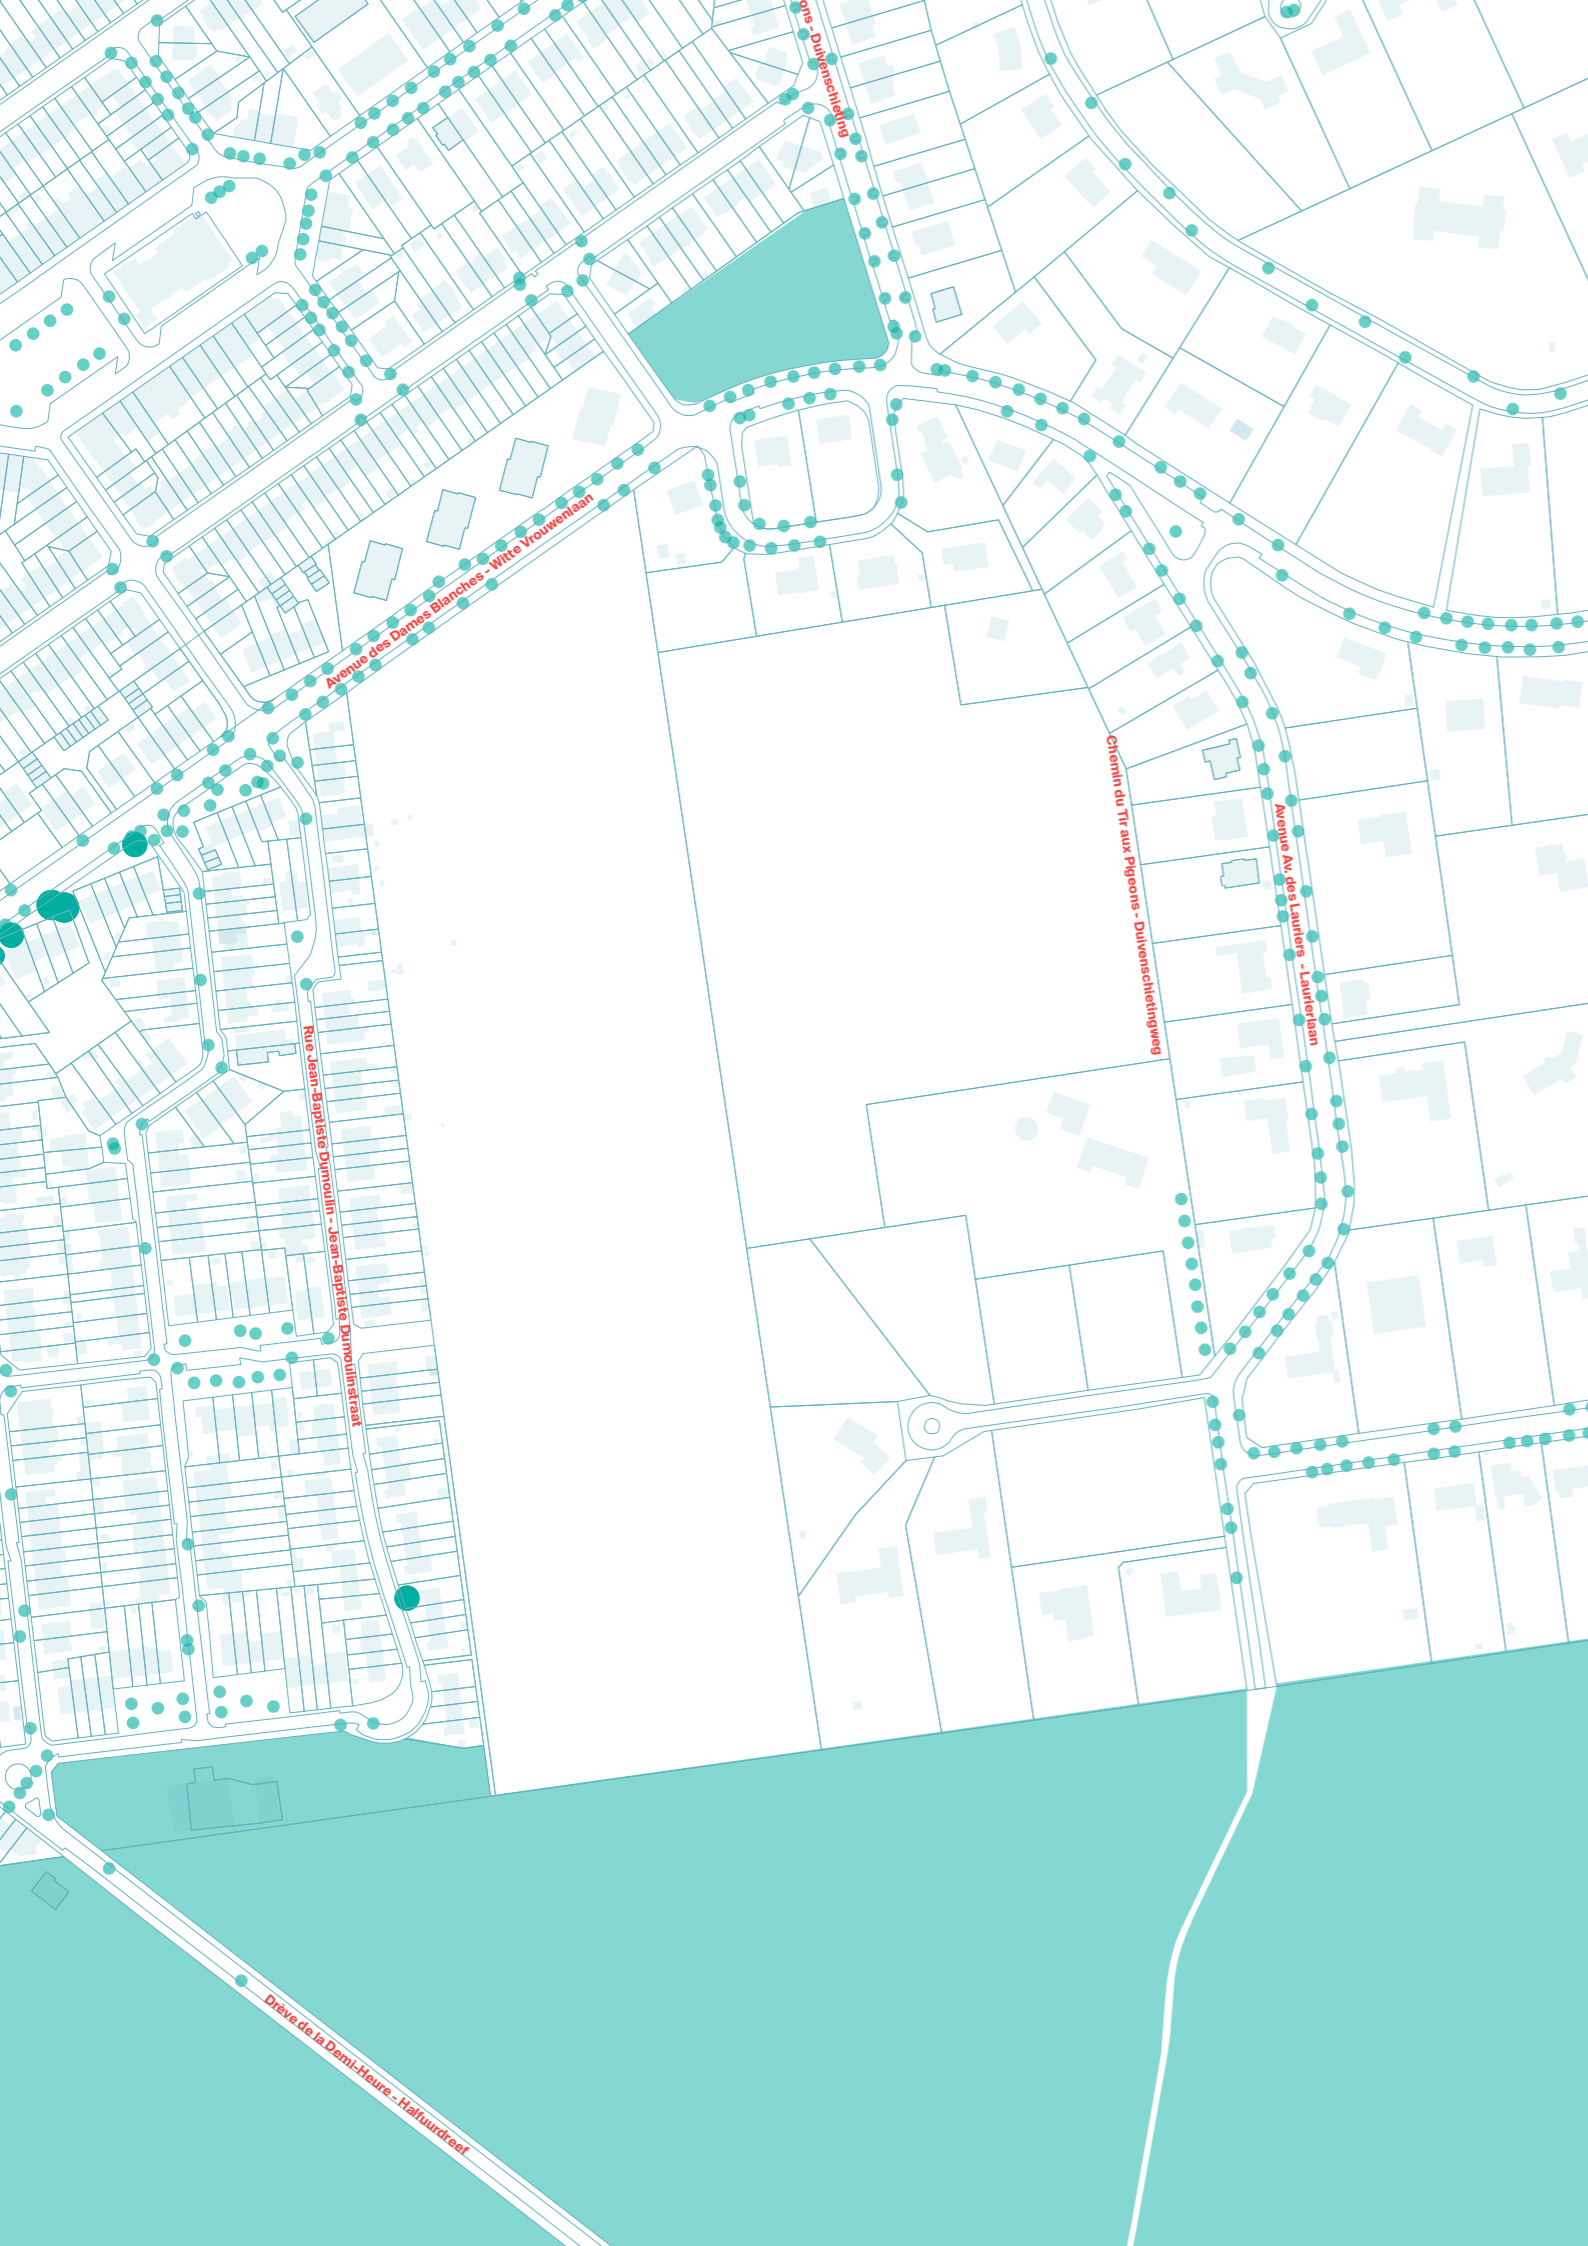 ons - Duivenschieting
Avenue des Dames Blanches - Witte Vrouwenlaan
Chemin du Tir aux Pigeons - Duivenschietingweg
Avenue Av. des Lauriers - Laurierlaan
Rue Jean-Baptiste Dumoulin - Jean-Baptiste Dumoulinstraat
Drève de la Demi-Heure - Halfuurdreef